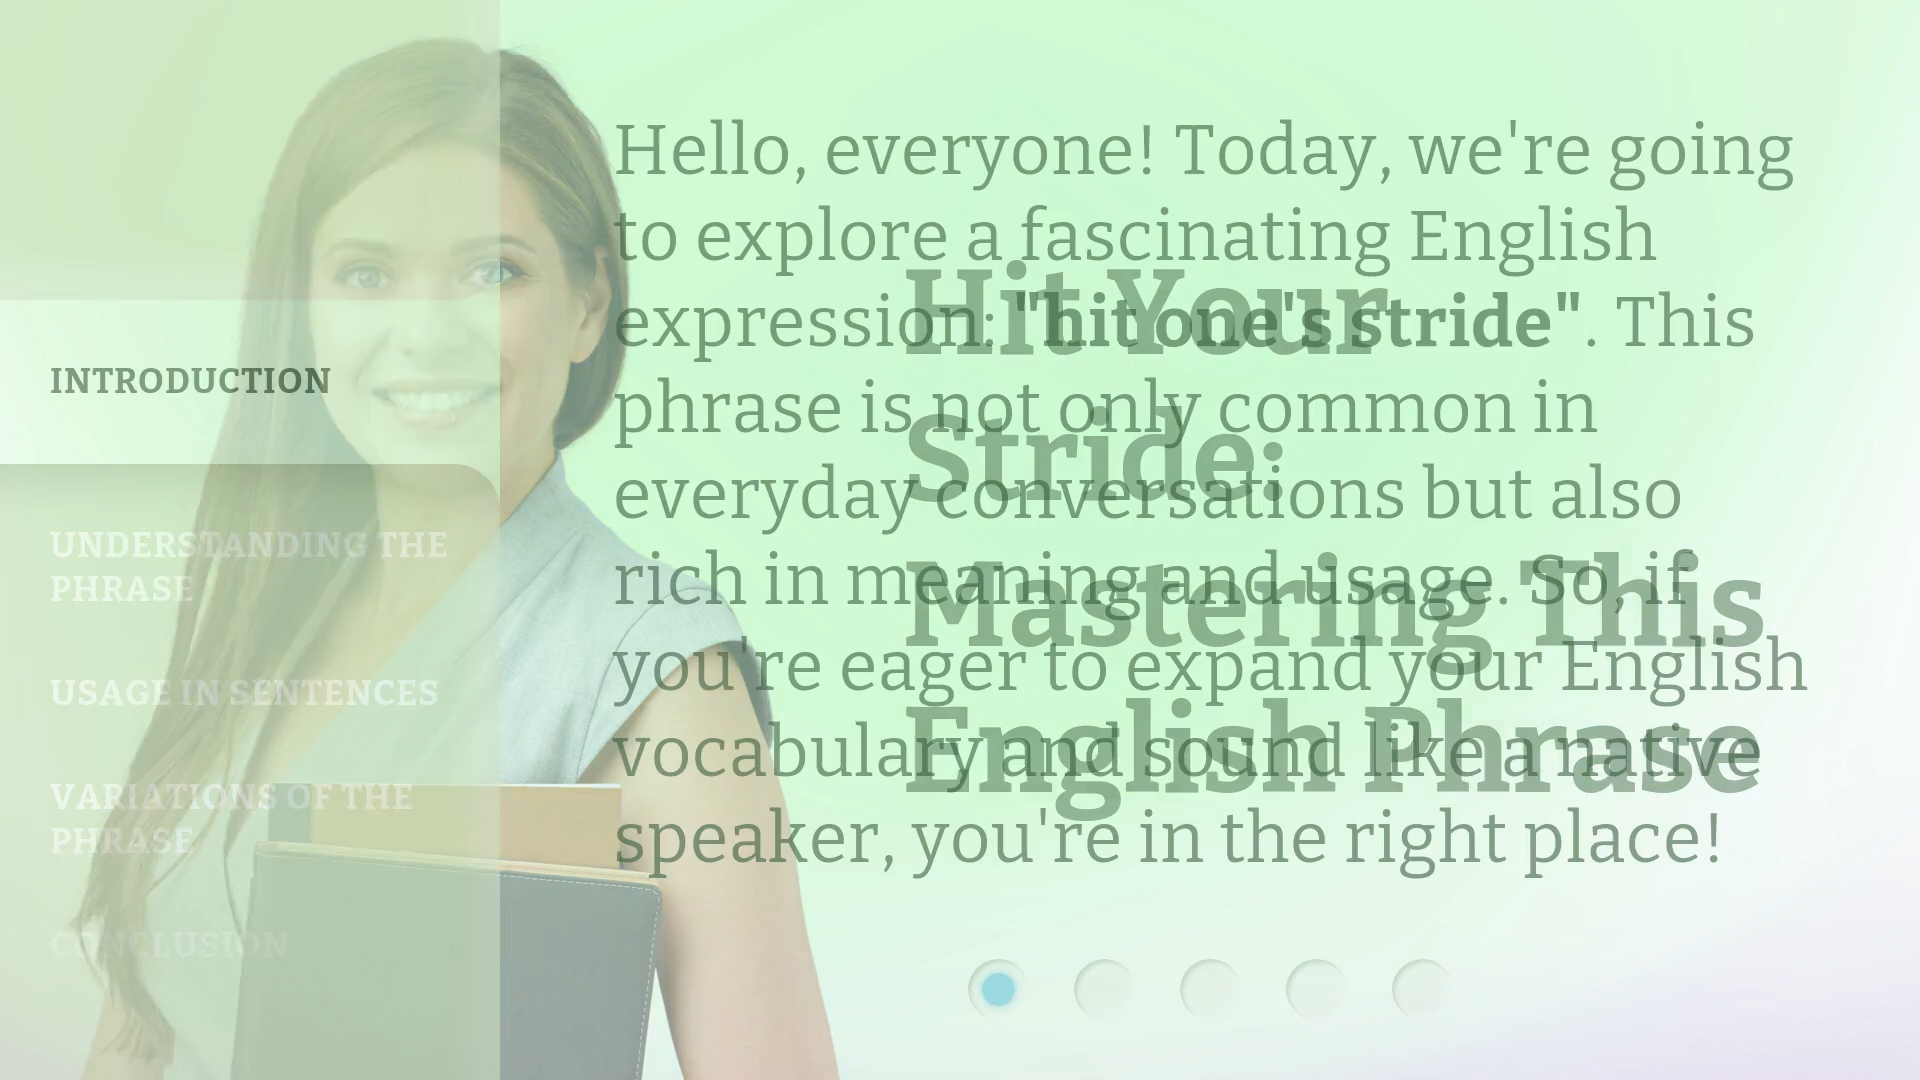 INTRODUCTION
UNDERSTANDING THE
PHRASE
USAGE IN SENTENCES
VARIATIONS OF THE
PHRASE
CONCLUSION
Hello, everyone! Today, we're going
to explore a fascinating English
expression: "hit one's stride". This
phrase is not only common in
everyday conversations but also
rich in meaning and usage. So, if
you're eager to expand your English
vocabulary and sound like a native
speaker, you're in the right place!
Hit Your
Stride:
Mastering This
English Phrase